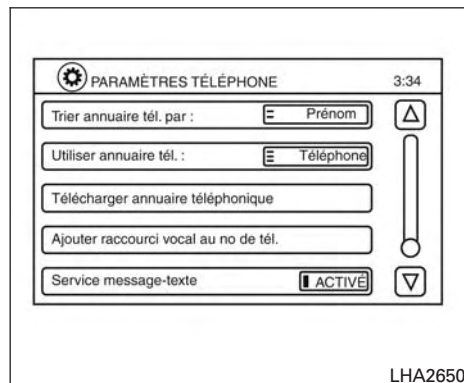 PARAMÈTRES TÉLÉPHONE 3:34
Trier annuaire tél. par : Prénom
Utiliser annuaire tél. : Téléphone
Télécharger annuaire téléphonique
Ajouter raccourci vocal au no de tél.
Service message-texte ACTIVÉ
LHA2650